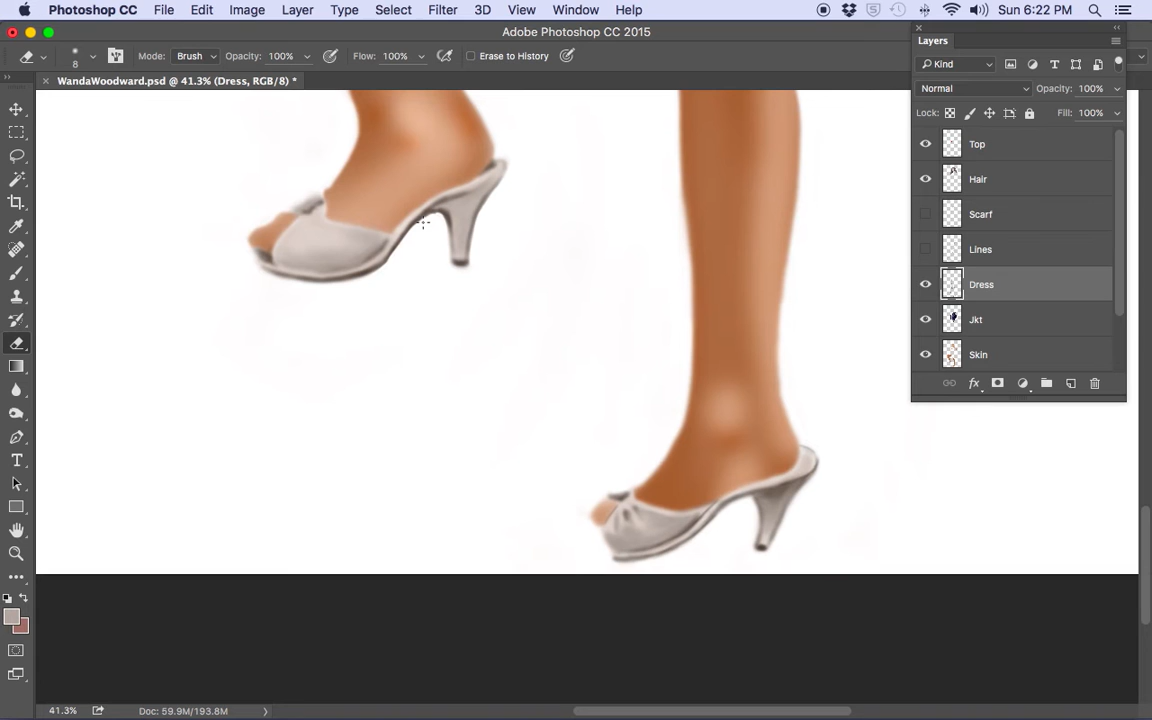 Photoshop CC File Edit Image Layer Type Select Filter 3D View Window Help Sun 6:22 PM
Adobe Photoshop CC 2015
Layers
8 Mode: Brush Opacity: 100% Flow: 100% Erase to History
Kind
WandaWoodward.psd @ 41.3% (Dress, RGB/8) *
Normal Opacity: 100%
Lock: Fill: 100%
Top
Hair
Scarf
Lines
Dress
Jkt
Skin
fx
41.3% Doc: 59.9M/193.8M